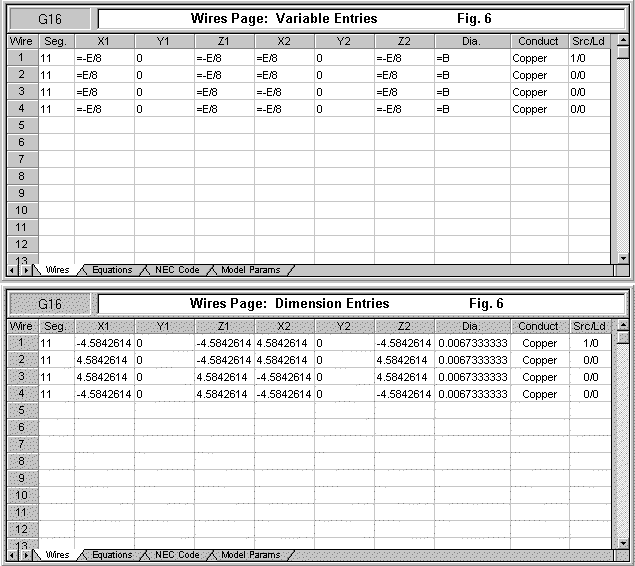 G16 Wires Page: Variable Entries Fig. 6
Wire Seg. X1 Y1 Z1 X2 Y2 Z2 Dia. Conduct Src/Ld
1 11 =-E/8 0 =-E/8 =E/8 0 =-E/8 =B Copper 1/0
2 11 =E/8 0 =-E/8 =E/8 0 =E/8 =B Copper 0/0
3 11 =E/8 0 =E/8 =-E/8 0 =E/8 =B Copper 0/0
4 11 =-E/8 0 =E/8 =-E/8 0 =-E/8 =B Copper 0/0
5
6
7
8
9
10
11
12
13
Wires Equations NEC Code Model Params
G16 Wires Page: Dimension Entries Fig. 6
Wire Seg. X1 Y1 Z1 X2 Y2 Z2 Dia. Conduct Src/Ld
1 11 -4.5842614 0 -4.5842614 4.5842614 0 -4.5842614 0.0067333333 Copper 1/0
2 11 4.5842614 0 -4.5842614 4.5842614 0 4.5842614 0.0067333333 Copper 0/0
3 11 4.5842614 0 4.5842614 -4.5842614 0 4.5842614 0.0067333333 Copper 0/0
4 11 -4.5842614 0 4.5842614 -4.5842614 0 -4.5842614 0.0067333333 Copper 0/0
5
6
7
8
9
10
11
12
13
Wires Equations NEC Code Model Params